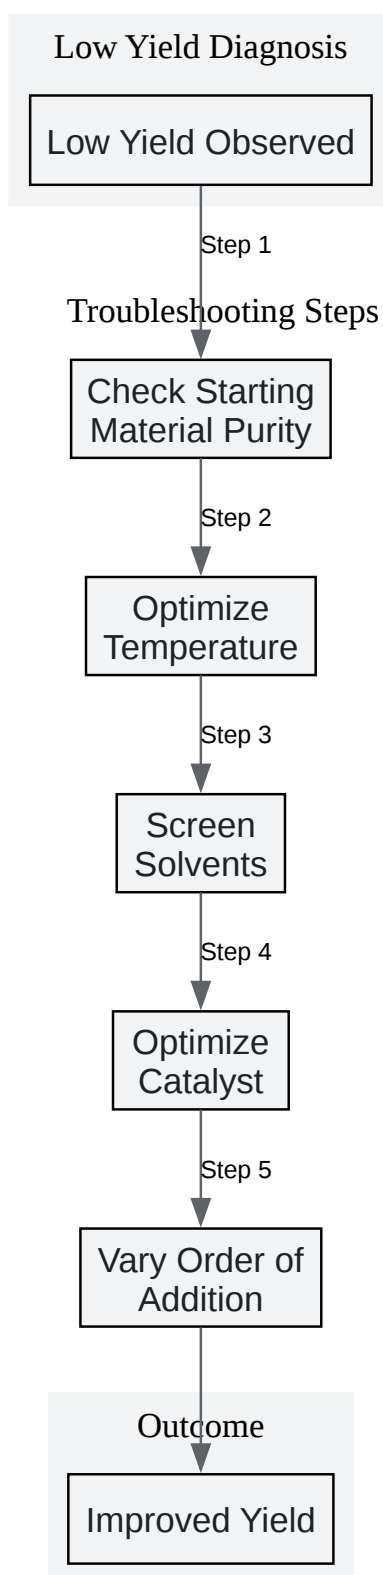 Low Yield Diagnosis
Low Yield Observed
Step 1
Troubleshooting Steps
Check Starting
Material Purity
Step 2
Optimize
Temperature
Step 3
Screen
Solvents
Step 4
Optimize
Catalyst
Step 5
Vary Order of
Addition
Outcome
Improved Yield